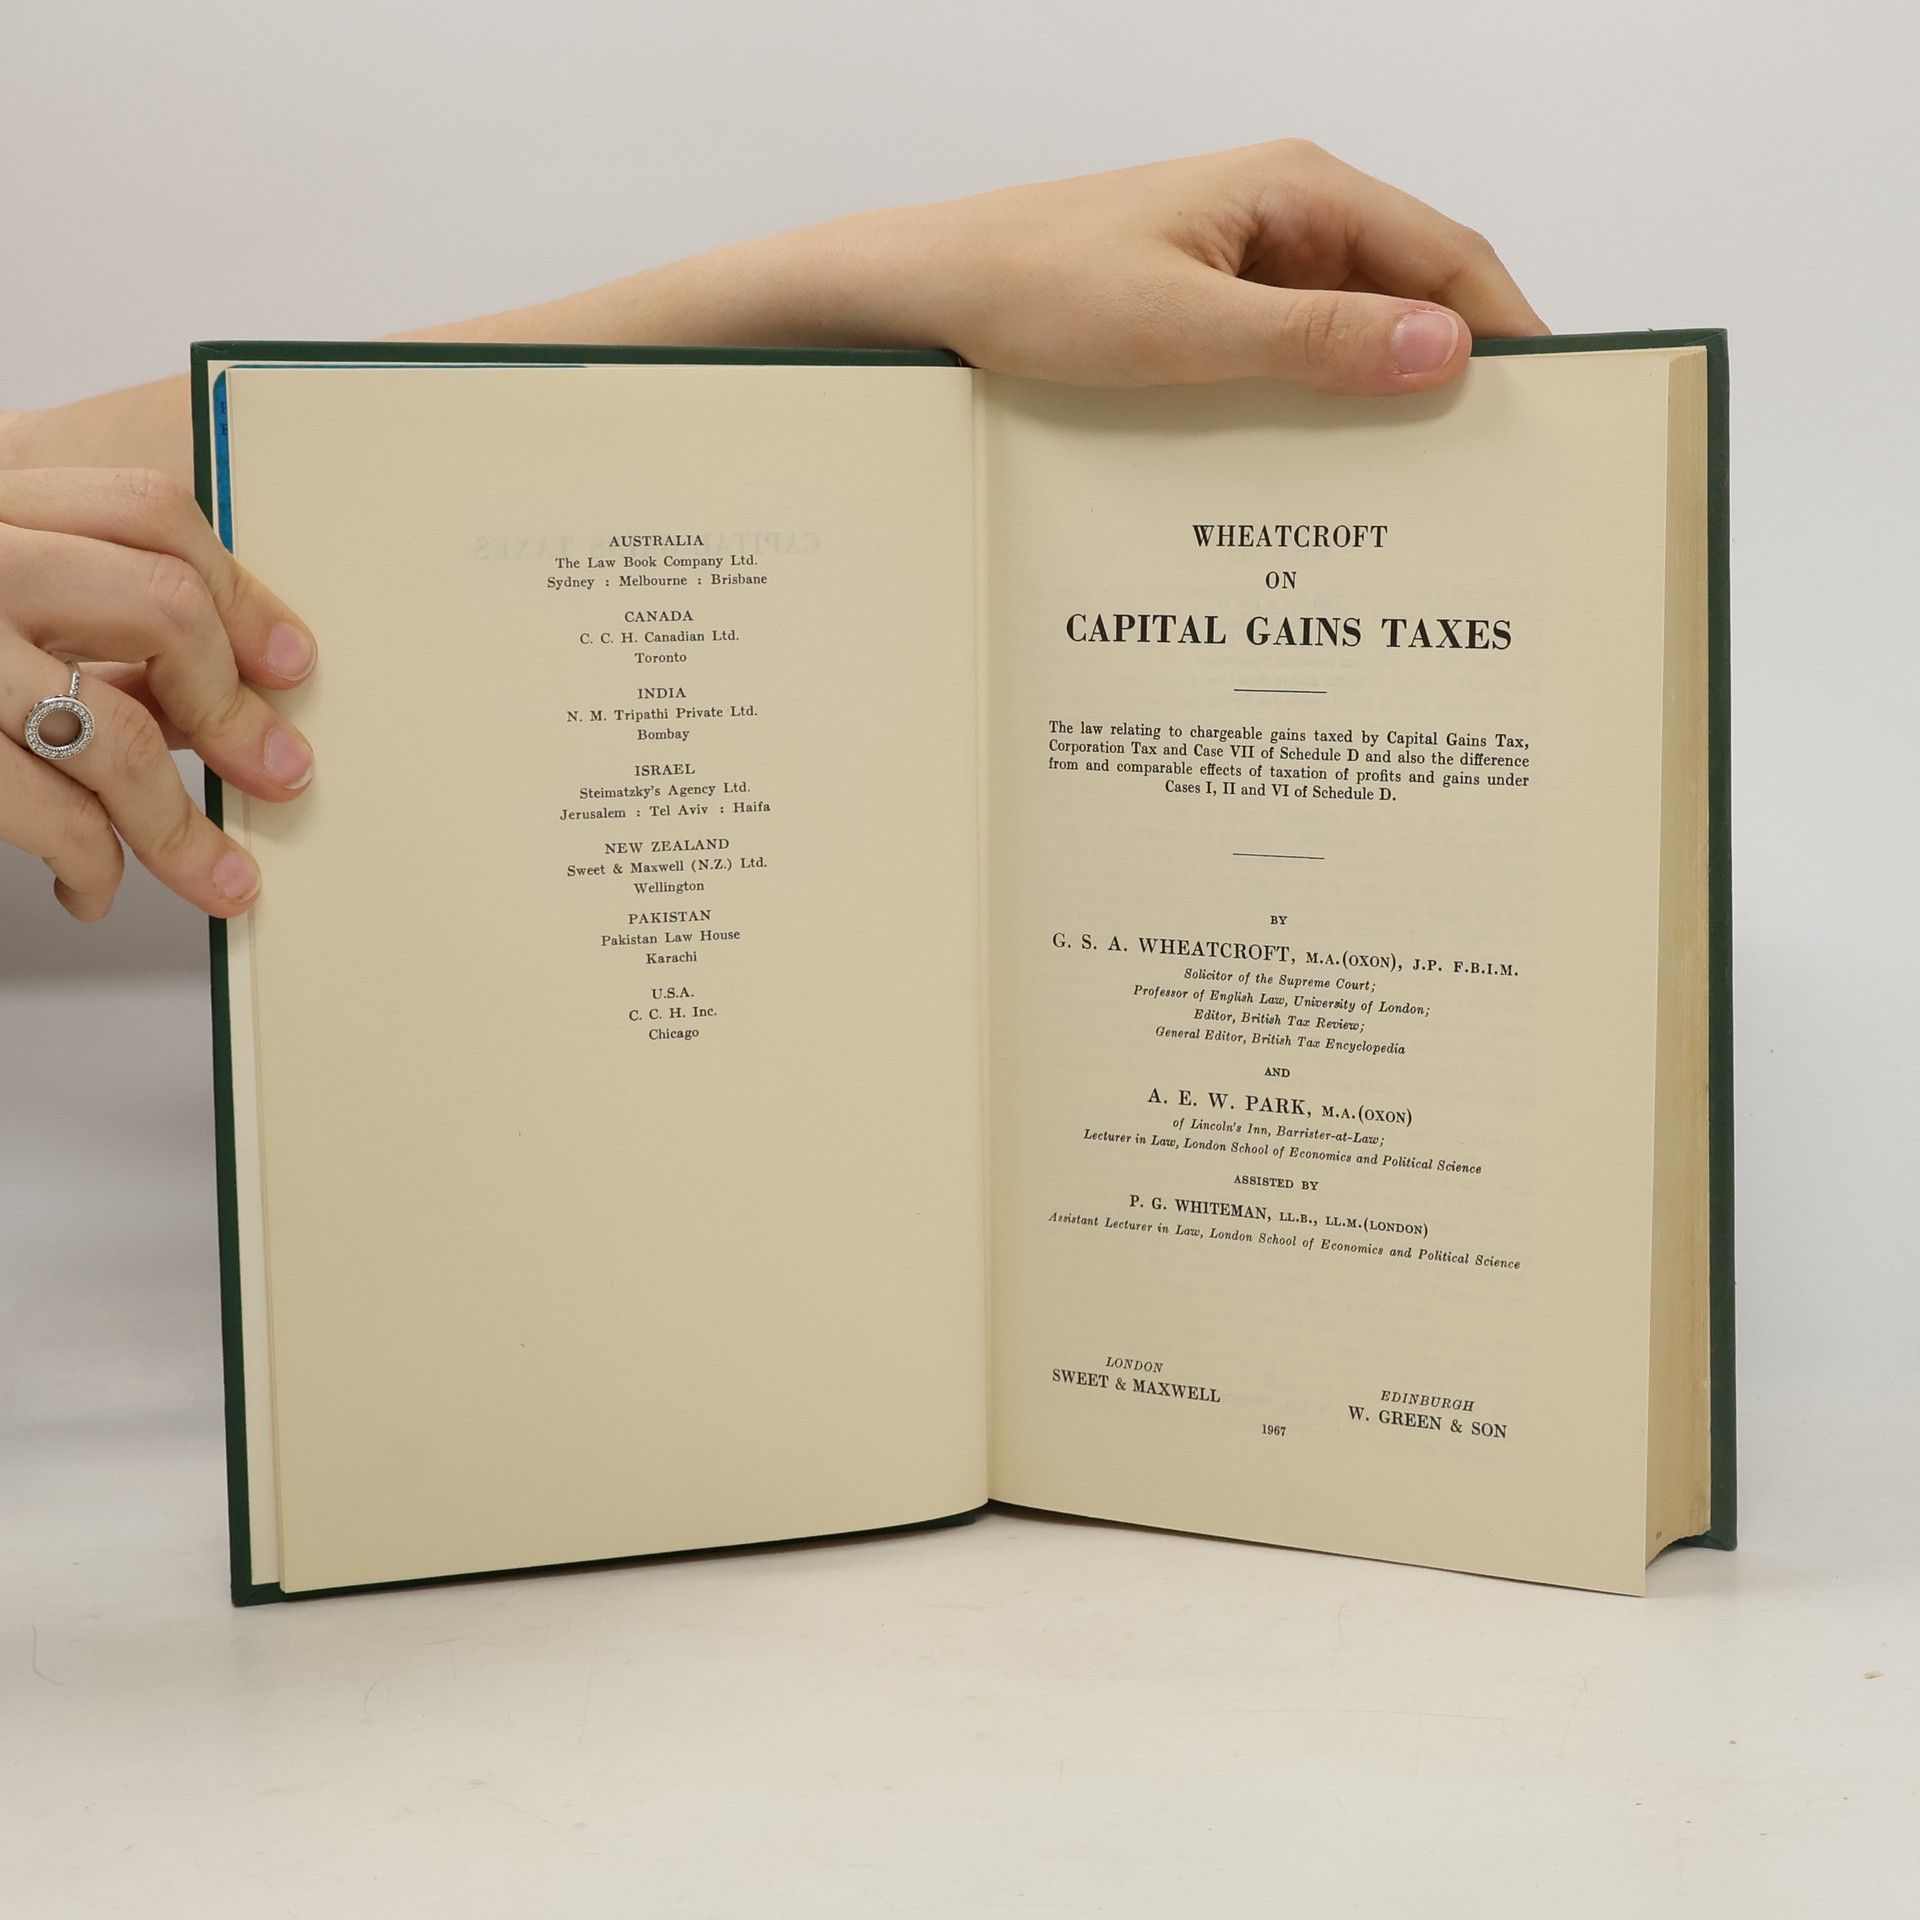 AUSTRALIA
The Law Book Company Ltd.
Sydney : Melbourne : Brisbane
CANADA
C. C. H. Canadian Ltd.
Toronto
INDIA
N. M. Tripathi Private Ltd.
Bombay
ISRAEL
Steimatzky's Agency Ltd.
Jerusalem : Tel Aviv : Haifa
NEW ZEALAND
Sweet & Maxwell (N.Z.) Ltd.
Wellington
PAKISTAN
Pakistan Law House
Karachi
U.S.A.
C. C. H. Inc.
Chicago
WHEATCROFT
ON
CAPITAL GAINS TAXES
The law relating to chargeable gains taxed by Capital Gains Tax,
Corporation Tax and Case VII of Schedule D and also the difference
from and comparable effects of taxation of profits and gains under
Cases I, II and VI of Schedule D.
BY
G. S. A. WHEATCROFT, M.A.(OXON), J.P. F.B.I.M.
Solicitor of the Supreme Court;
Professor of English Law, University of London;
Editor, British Tax Review;
General Editor, British Tax Encyclopedia
AND
A. E. W. PARK, M.A.(OXON)
of Lincoln's Inn, Barrister-at-Law;
Lecturer in Law, London School of Economics and Political Science
ASSISTED BY
P. G. WHITEMAN, LL.B., LL.M.(LONDON)
Assistant Lecturer in Law, London School of Economics and Political Science
LONDON
SWEET & MAXWELL
EDINBURGH
W. GREEN & SON
1967